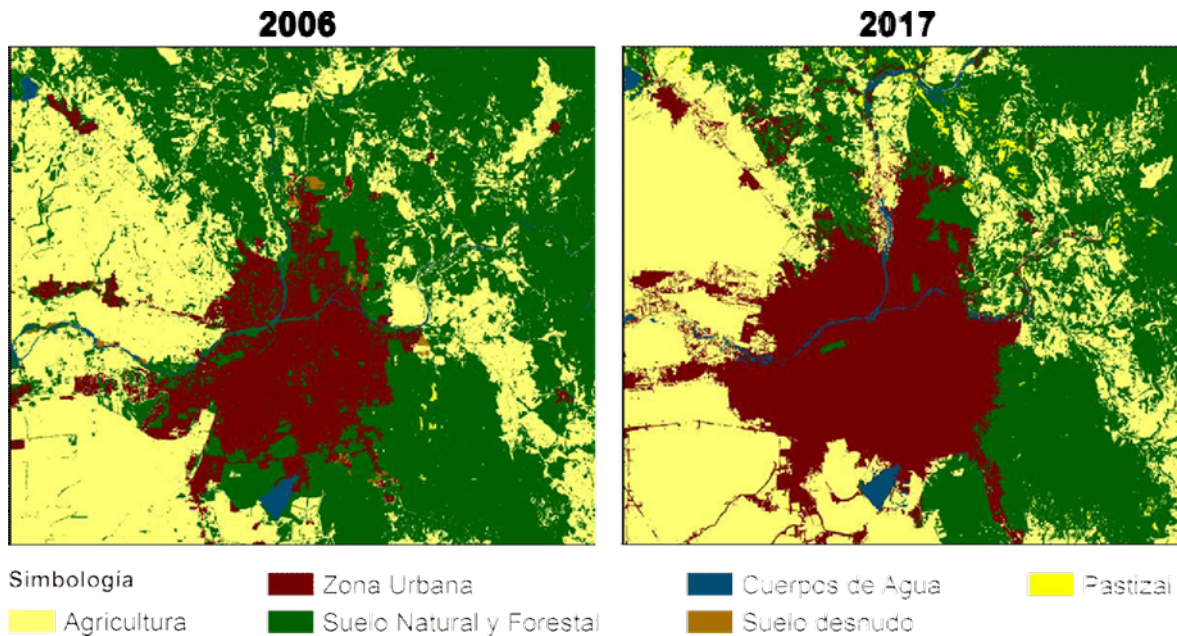 2006
2017
Simbología
Zona Urbana
Cuerpos de Agua
Pastizal
Agricultura
Suelo Natural y Forestal
Suelo desnudo